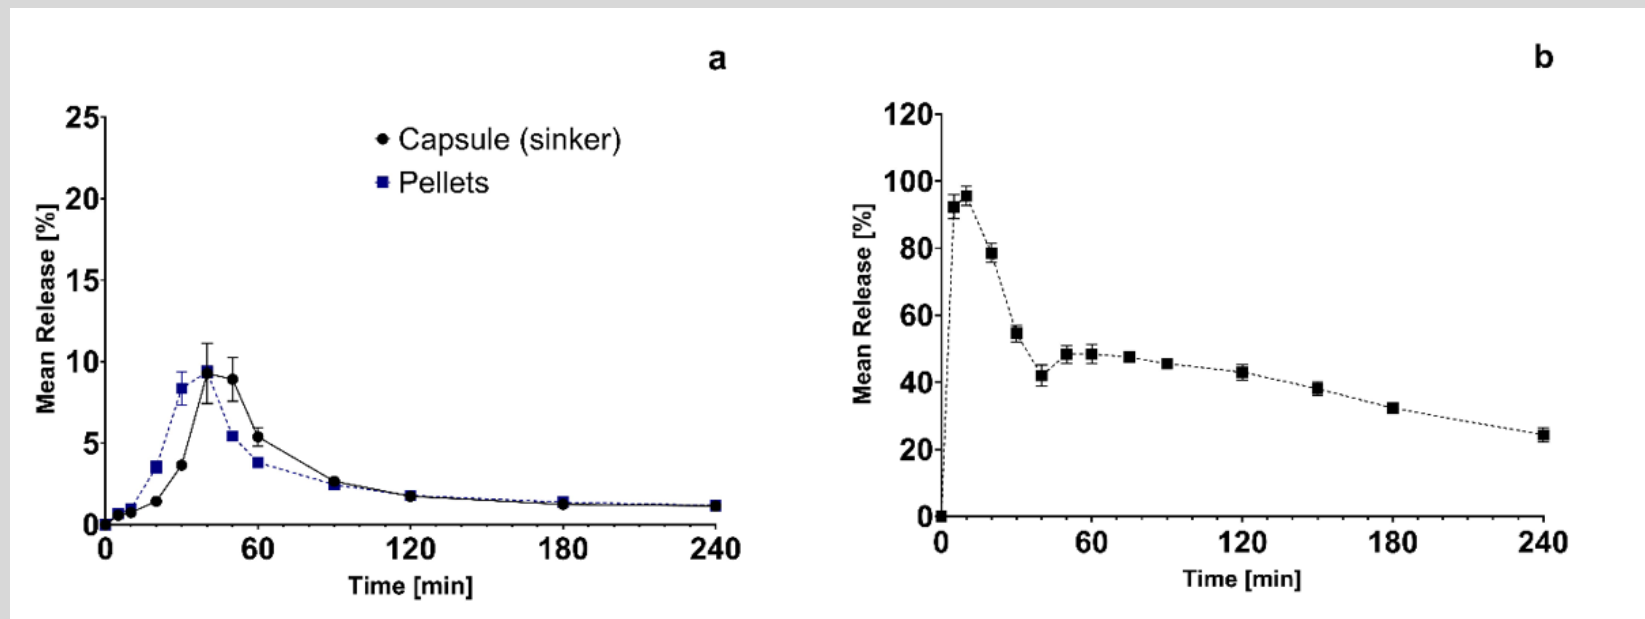 a
25
20
15
10
5
0
Mean Release [%]
Capsule (sinker)
Pellets
0 60 120 180 240
Time [min]
b
120
100
80
60
40
20
0
Mean Release [%]
0 60 120 180 240
Time [min]